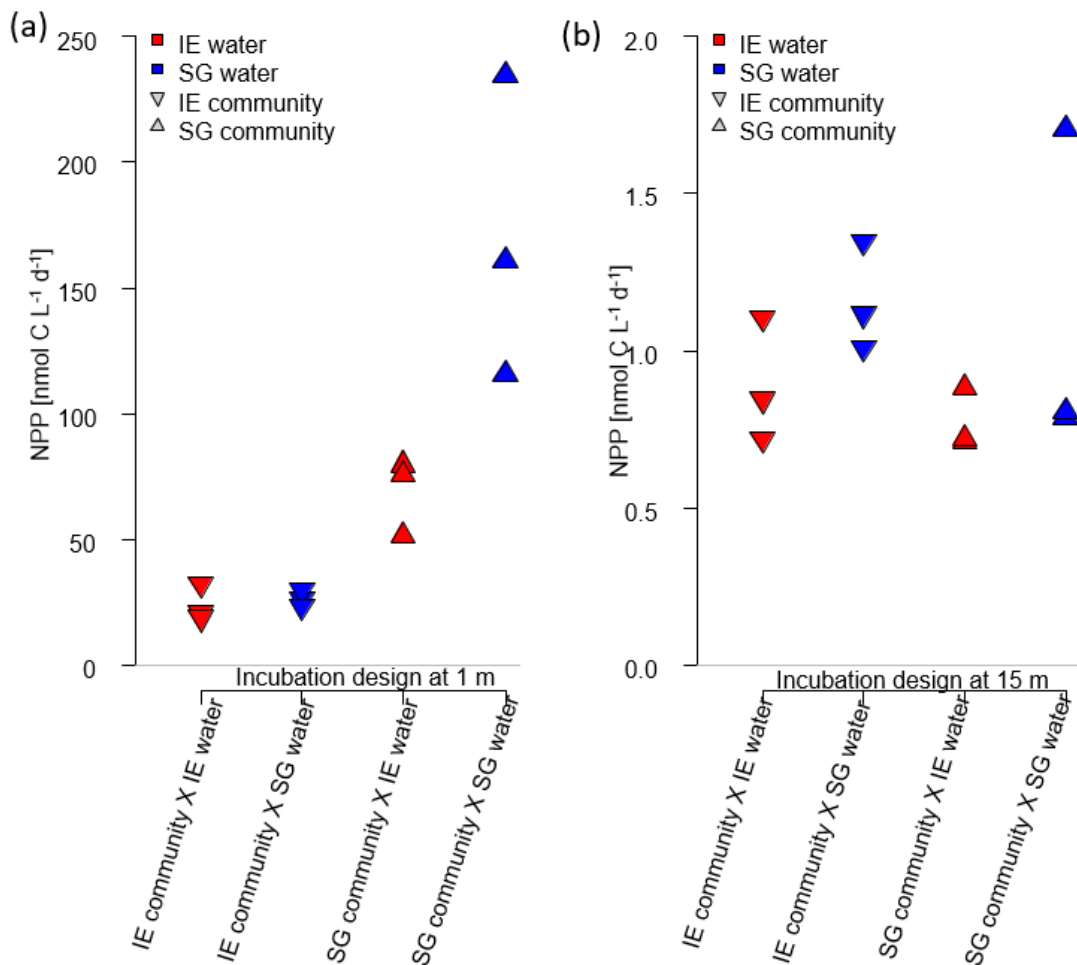 (a)
250
200
150
100
50
0
NPP [nmol C L-1 d-1]
IE water
SG water
IE community
SG community
Incubation design at 1 m
IE community X IE water
IE community X SG water
SG community X IE water
SG community X SG water
(b)
2.0
1.5
1.0
0.5
0.0
NPP [nmol C L-1 d-1]
IE water
SG water
IE community
SG community
Incubation design at 15 m
IE community X IE water
IE community X SG water
SG community X IE water
SG community X SG water